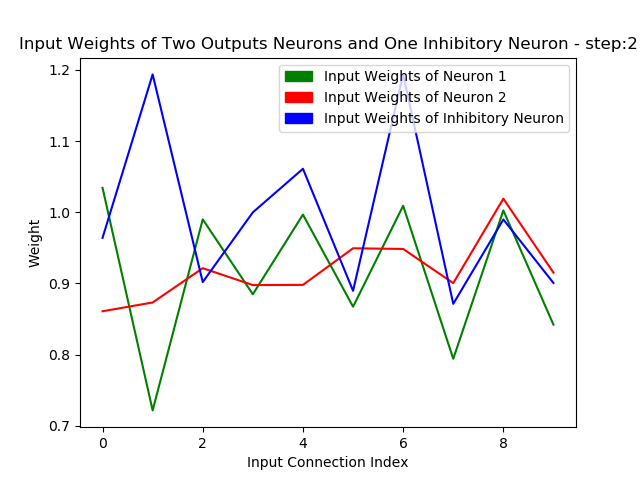 Input Weights of Two Outputs Neurons and One Inhibitory Neuron - step:2
Input Weights of Neuron 1
Input Weights of Neuron 2
Input Weights of Inhibitory Neuron
Weight
1.2
1.1
1.0
0.9
0.8
0.7
0 2 4 6 8
Input Connection Index